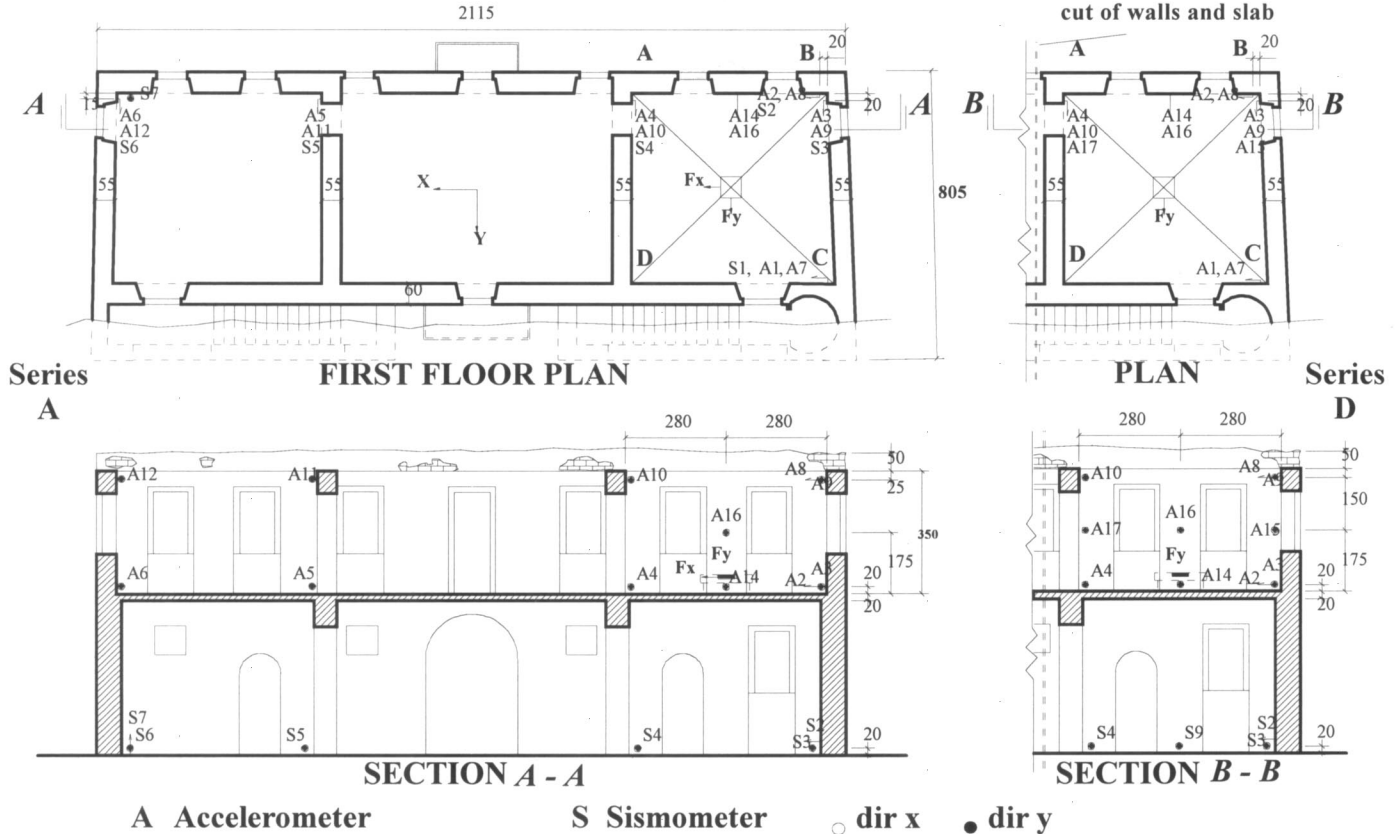 2115
cut of walls and slab
A
B
20
A
B
20
A
15
S7
A6
A12
S6
A5
A11
S5
A4
A10
S4
A14
A16
A2, A8
S2
A3
A9
S3
20
A
B
A4
A10
A17
A14
A16
A2, A8
A3
A9
A15
20
B
55
55
55
55
X
Y
Fx
Fy
D
C
S1, A1, A7
60
805
55
55
Fy
D
C
A1, A7
Series
A
FIRST FLOOR PLAN
PLAN
Series
D
280
280
280
280
A12
A11
A10
A8
A9
50
25
A16
350
175
Fx
Fy
A6
A5
A4
A14
A2
A3
20
20
S7
S6
S5
S4
S2
S3
20
A10
A8
50
150
A17
A16
A15
175
Fy
A4
A14
A2
A3
20
20
S4
S9
S2
S3
20
SECTION A - A
SECTION B - B
A Accelerometer
S Sismometer
dir x
dir y